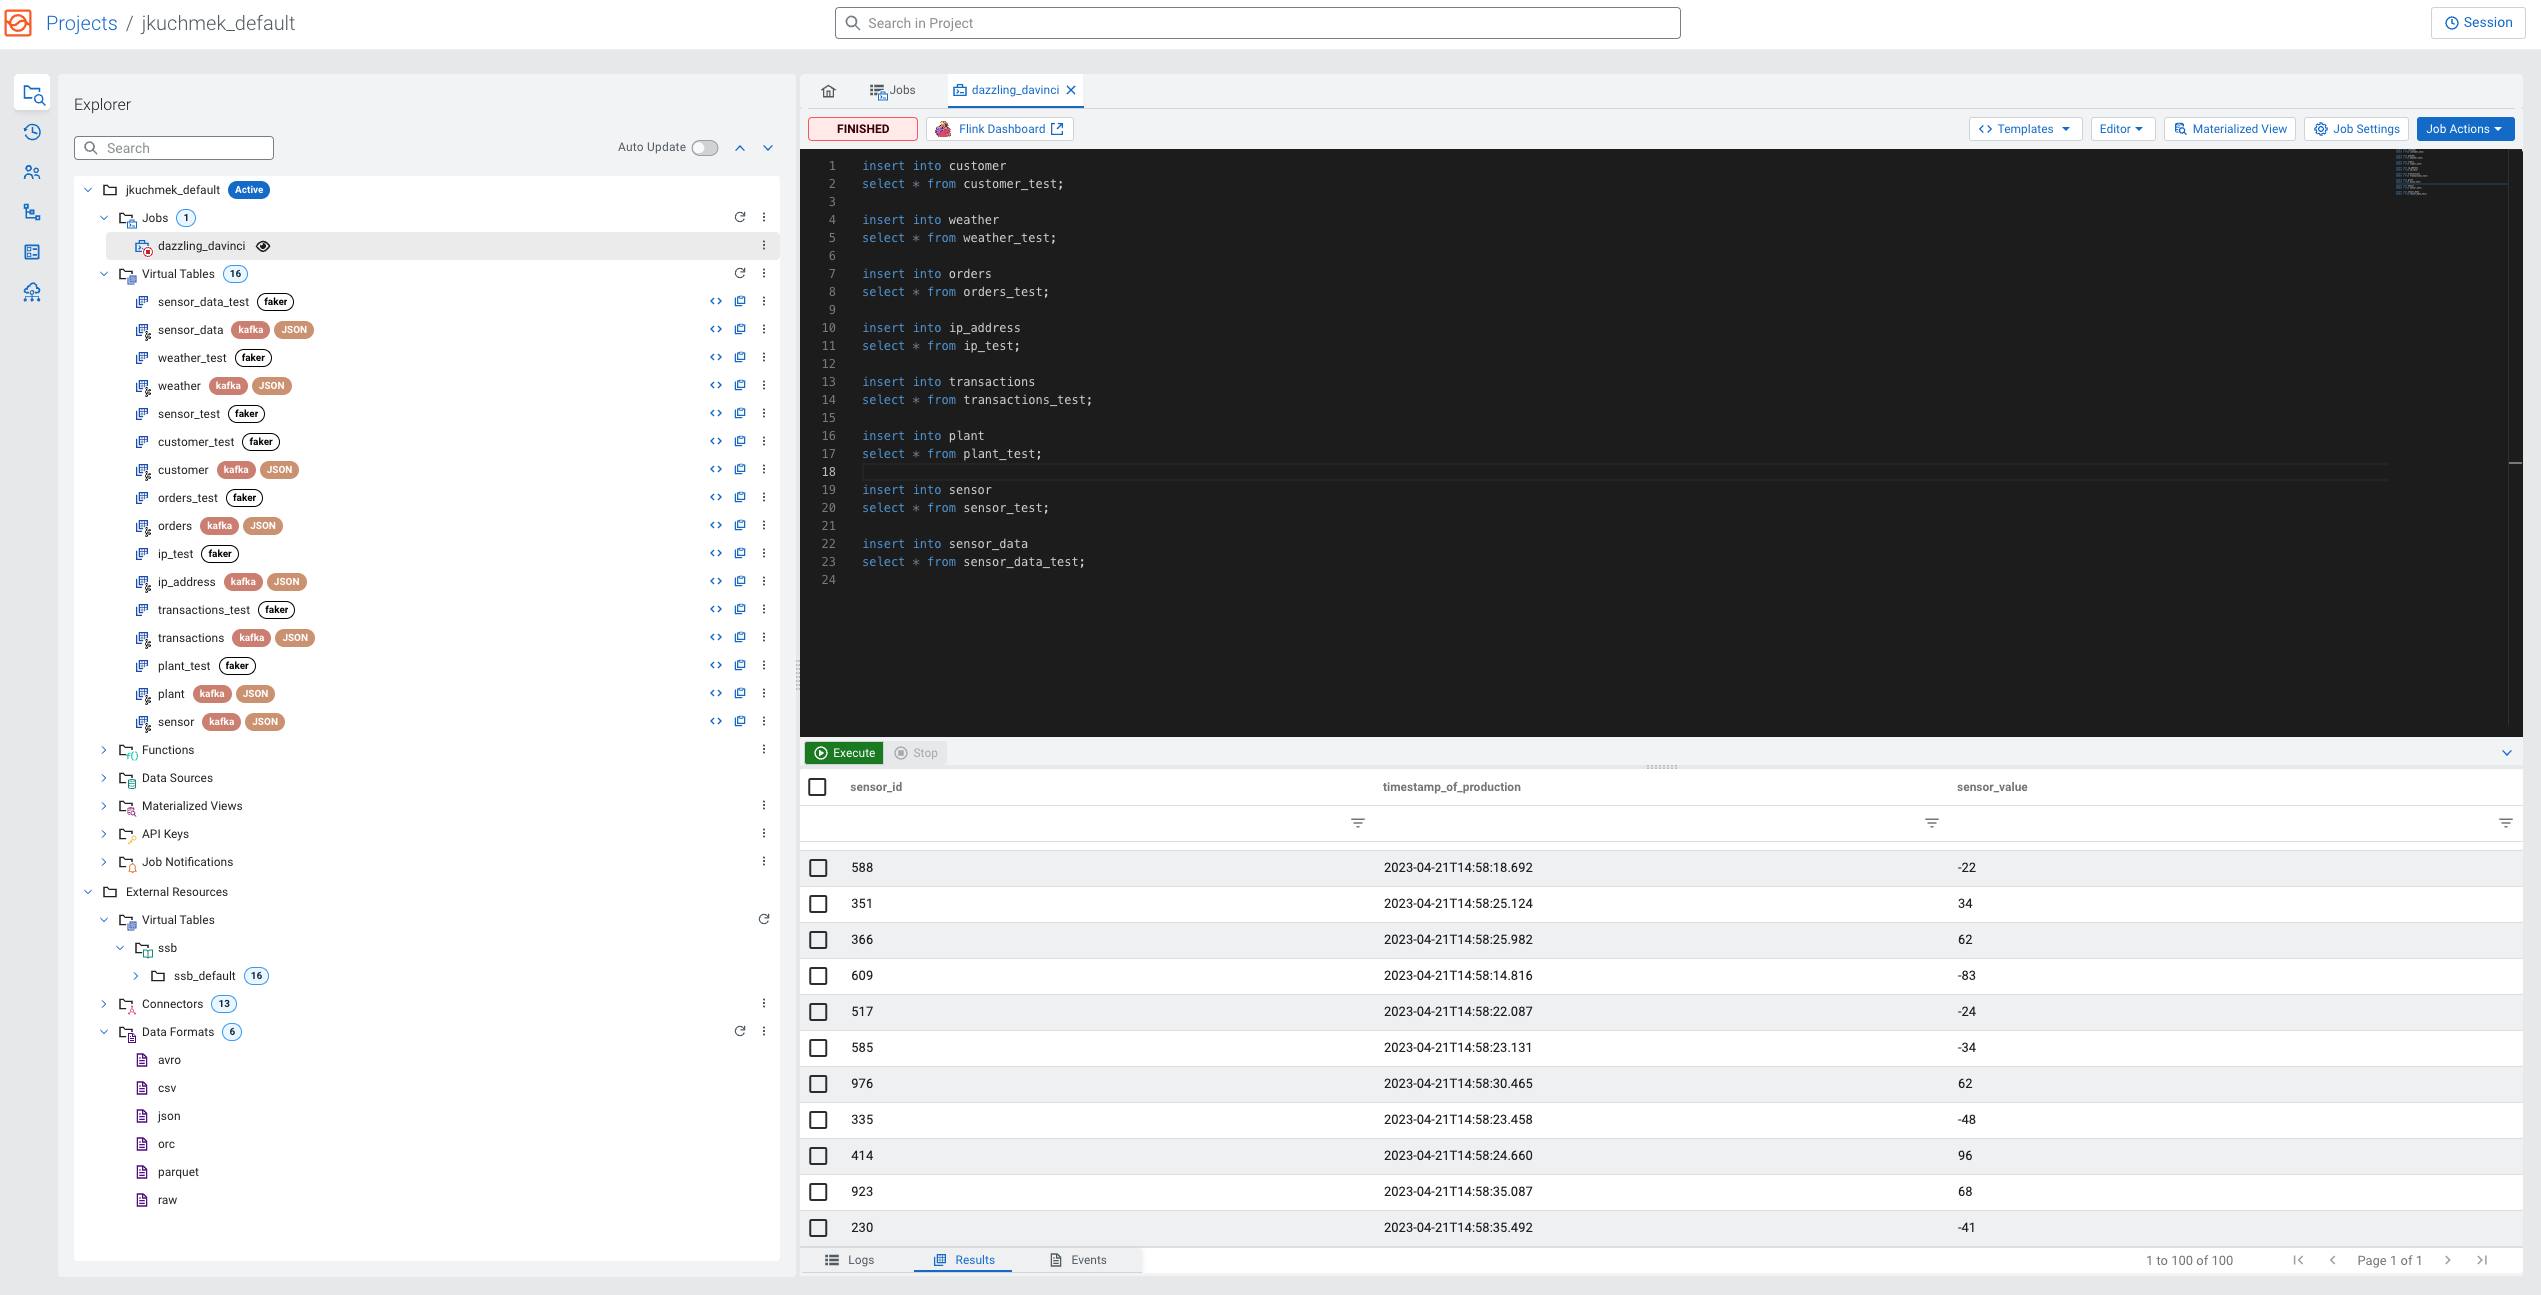 Projects / jkuchmek_default
Search in Project
Session
Explorer
Search
Auto Update
jkuchmek_default Active
Jobs 1
dazzling_davinci
Virtual Tables 16
sensor_data_test faker
sensor_data kafka JSON
weather_test faker
weather kafka JSON
sensor_test faker
customer_test faker
customer kafka JSON
orders_test faker
orders kafka JSON
ip_test faker
ip_address kafka JSON
transactions_test faker
transactions kafka JSON
plant_test faker
plant kafka JSON
sensor kafka JSON
Functions
Data Sources
Materialized Views
API Keys
Job Notifications
External Resources
Virtual Tables
ssb
ssb_default 16
Connectors 13
Data Formats 6
avro
csv
json
orc
parquet
raw
Jobs dazzling_davinci
FINISHED Flink Dashboard Templates Editor Materialized View Job Settings Job Actions
1 insert into customer
2 select * from customer_test;
3
4 insert into weather
5 select * from weather_test;
6
7 insert into orders
8 select * from orders_test;
9
10 insert into ip_address
11 select * from ip_test;
12
13 insert into transactions
14 select * from transactions_test;
15
16 insert into plant
17 select * from plant_test;
18
19 insert into sensor
20 select * from sensor_test;
21
22 insert into sensor_data
23 select * from sensor_data_test;
24
Execute Stop
sensor_id timestamp_of_production sensor_value
588 2023-04-21T14:58:18.692 -22
351 2023-04-21T14:58:25.124 34
366 2023-04-21T14:58:25.982 62
609 2023-04-21T14:58:14.816 -83
517 2023-04-21T14:58:22.087 -24
585 2023-04-21T14:58:23.131 -34
976 2023-04-21T14:58:30.465 62
335 2023-04-21T14:58:23.458 -48
414 2023-04-21T14:58:24.660 96
923 2023-04-21T14:58:35.087 68
230 2023-04-21T14:58:35.492 -41
Logs Results Events 1 to 100 of 100 Page 1 of 1